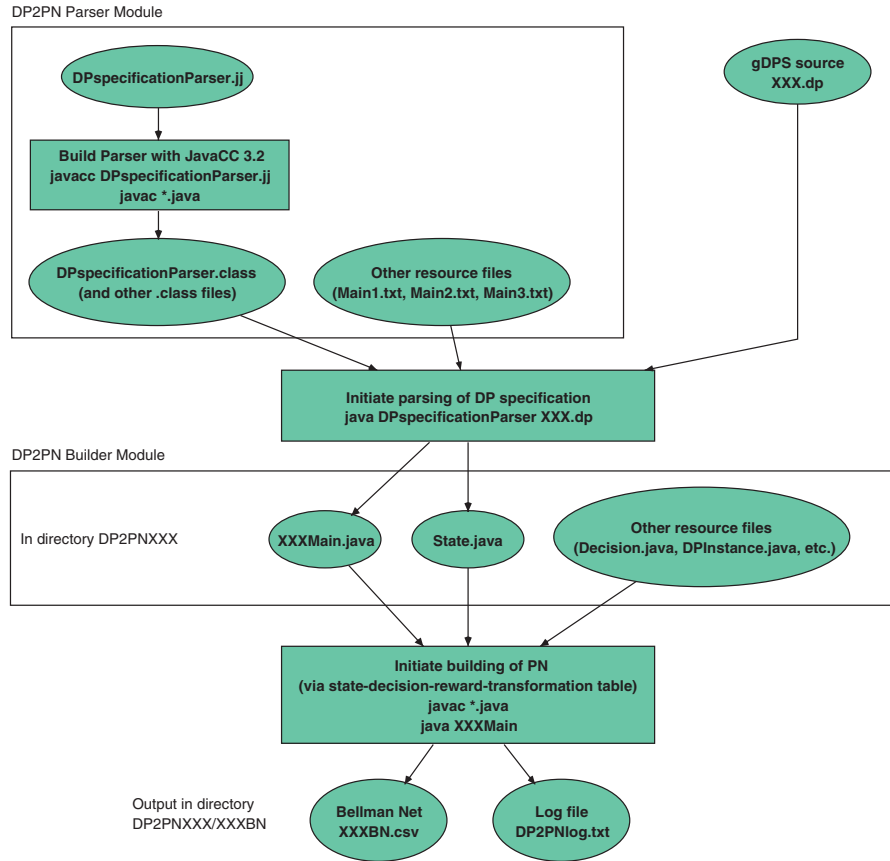 DP2PN Parser Module
DPspecificationParser.jj
gDPS source
XXX.dp
Build Parser with JavaCC 3.2
javacc DPspecificationParser.jj
javac *.java
DPspecificationParser.class
(and other .class files)
Other resource files
(Main1.txt, Main2.txt, Main3.txt)
Initiate parsing of DP specification
java DPspecificationParser XXX.dp
DP2PN Builder Module
In directory DP2PNXXX
XXXMain.java
State.java
Other resource files
(Decision.java, DPInstance.java, etc.)
Initiate building of PN
(via state-decision-reward-transformation table)
javac *.java
java XXXMain
Output in directory
DP2PNXXX/XXXBN
Bellman Net
XXXBN.csv
Log file
DP2PNlog.txt